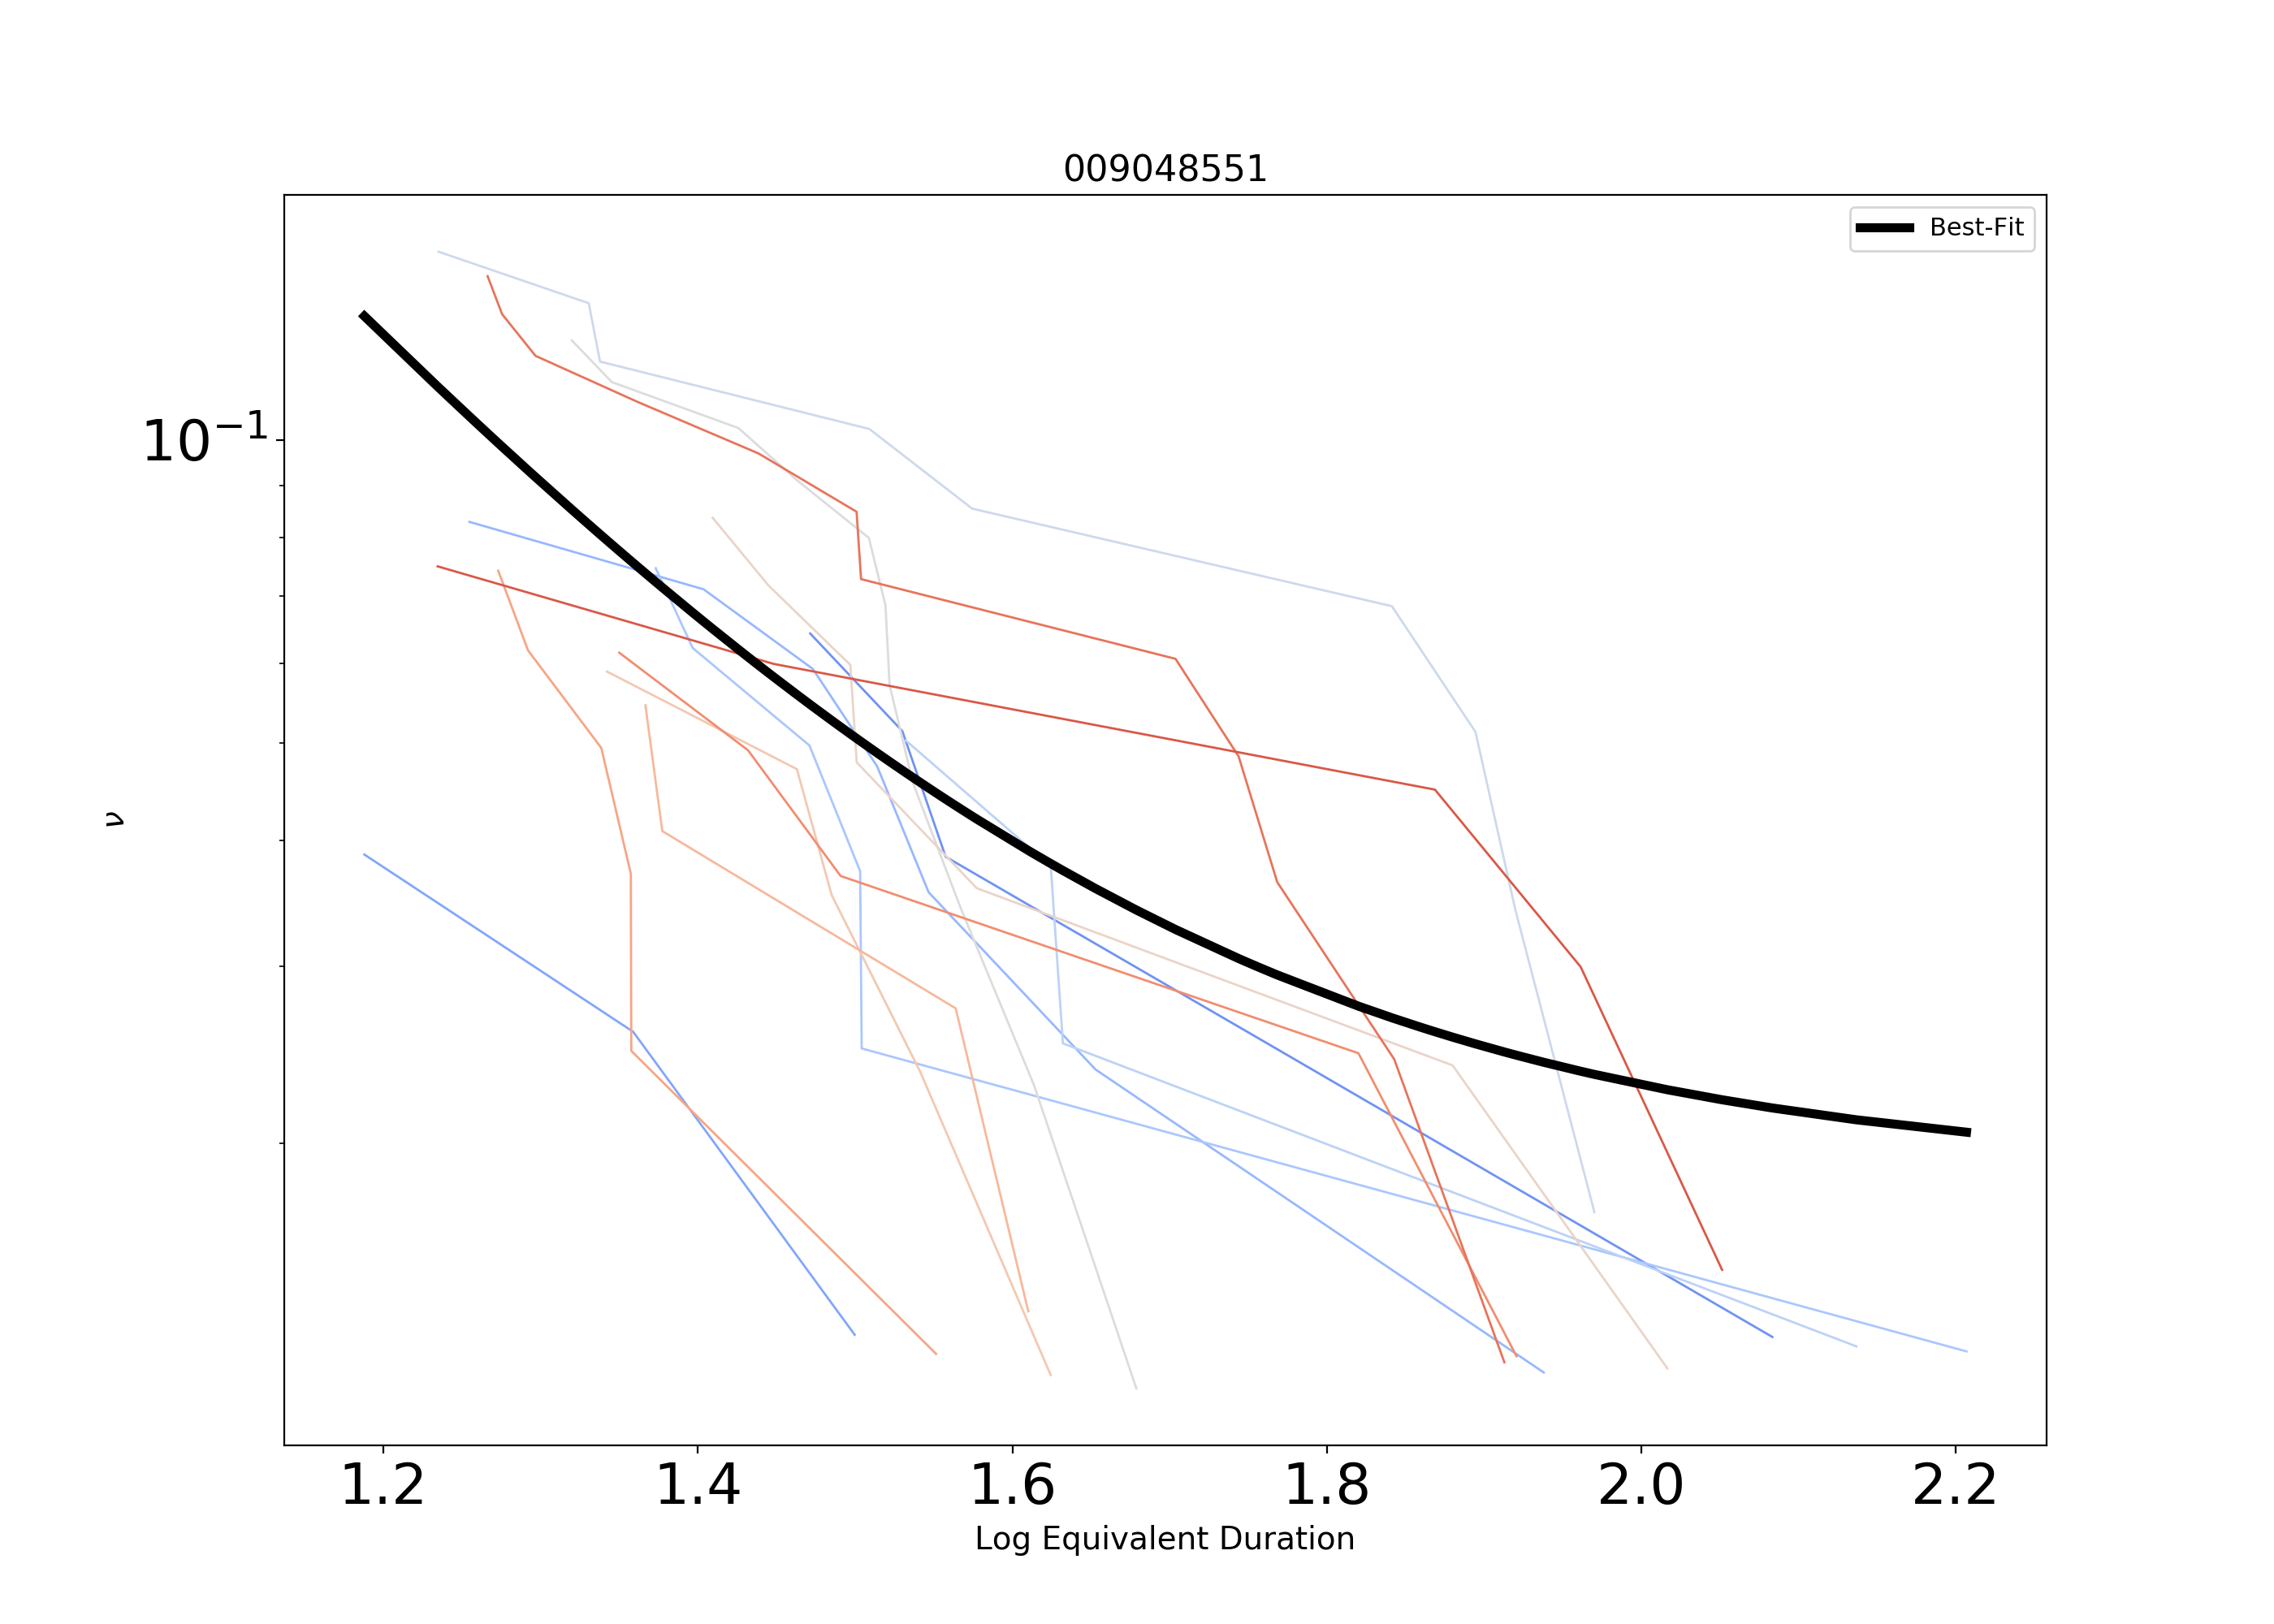 009048551
Best-Fit
10⁻¹
ν
1.2 1.4 1.6 1.8 2.0 2.2
Log Equivalent Duration